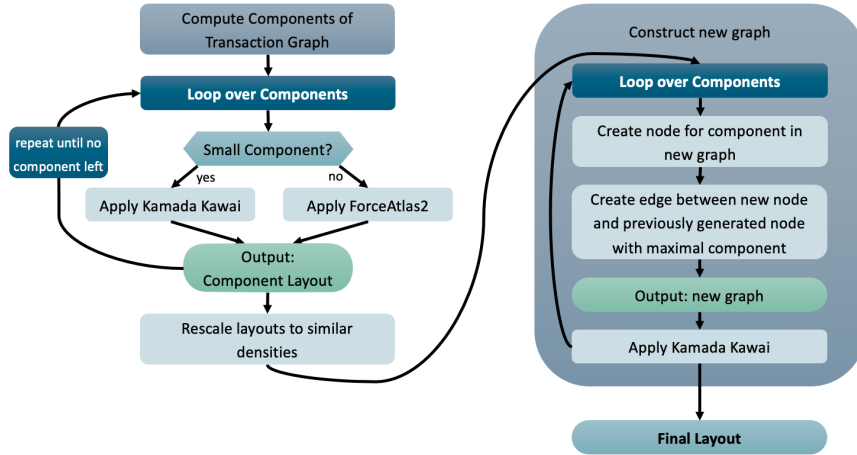 Compute Components of
Transaction Graph
Loop over Components
repeat until no
component left
Small Component?
yes
no
Apply Kamada Kawai
Apply ForceAtlas2
Output:
Component Layout
Rescale layouts to similar
densities
Construct new graph
Loop over Components
Create node for component in
new graph
Create edge between new node
and previously generated node
with maximal component
Output: new graph
Apply Kamada Kawai
Final Layout